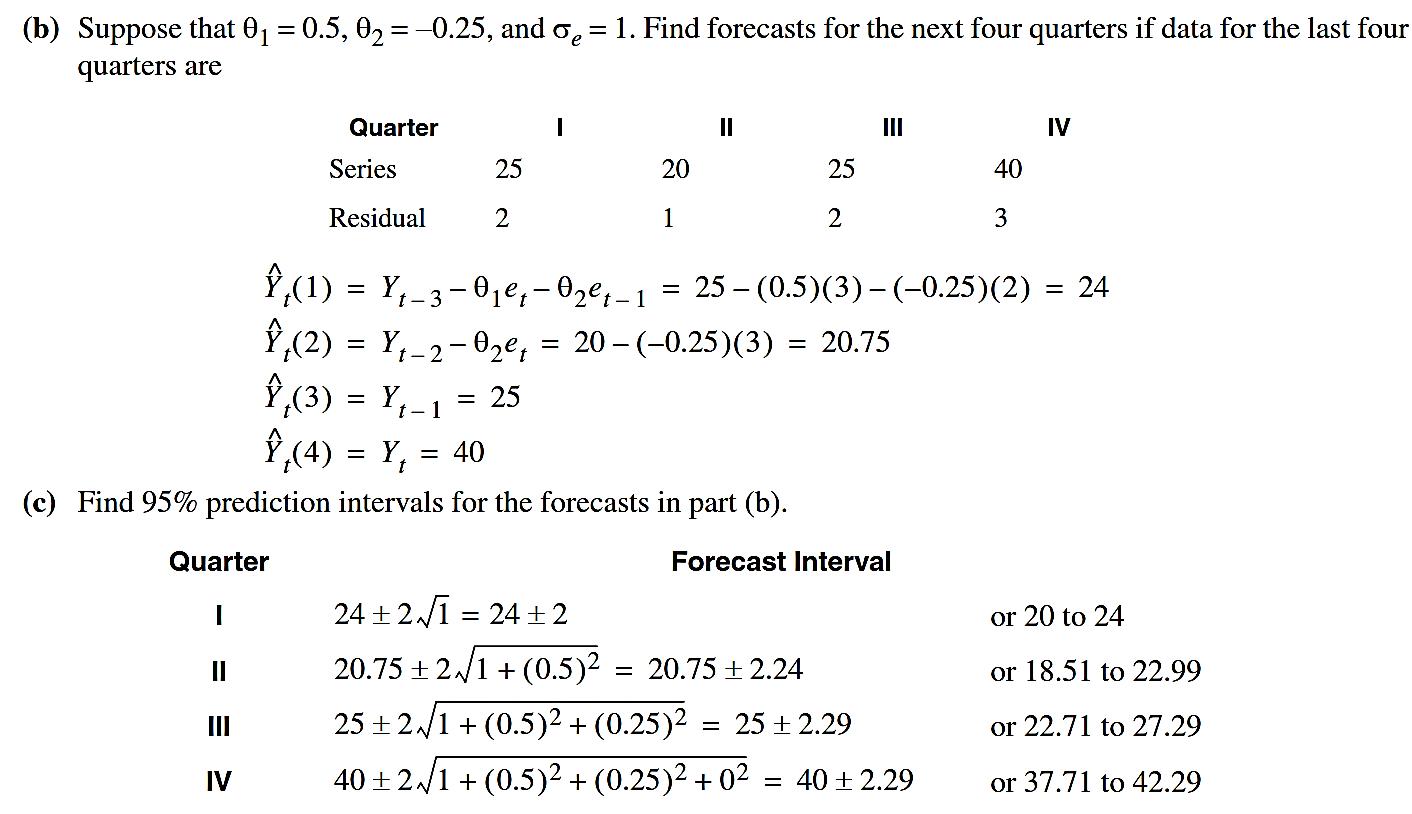 (b) Suppose that θ₁ = 0.5, θ₂ = –0.25, and σₑ = 1. Find forecasts for the next four quarters if data for the last four
quarters are
Quarter I II III IV
Series 25 20 25 40
Residual 2 1 2 3
Ŷₜ(1) = Yₜ₋₃ – θ₁eₜ – θ₂eₜ₋₁ = 25 – (0.5)(3) – (–0.25)(2) = 24
Ŷₜ(2) = Yₜ₋₂ – θ₂eₜ = 20 – (–0.25)(3) = 20.75
Ŷₜ(3) = Yₜ₋₁ = 25
Ŷₜ(4) = Yₜ = 40
(c) Find 95% prediction intervals for the forecasts in part (b).
Quarter Forecast Interval
I 24 ± 2√1 = 24 ± 2 or 20 to 24
II 20.75 ± 2√(1 + (0.5)²) = 20.75 ± 2.24 or 18.51 to 22.99
III 25 ± 2√(1 + (0.5)² + (0.25)²) = 25 ± 2.29 or 22.71 to 27.29
IV 40 ± 2√(1 + (0.5)² + (0.25)² + 0²) = 40 ± 2.29 or 37.71 to 42.29